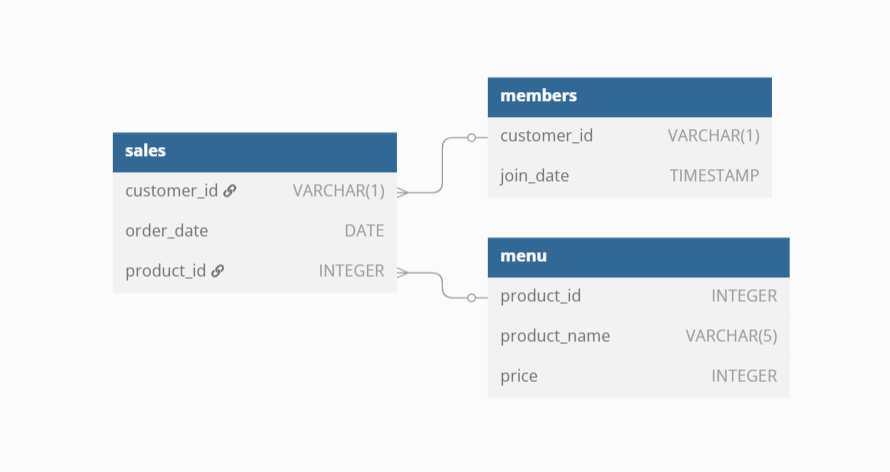 sales
customer_id VARCHAR(1)
order_date DATE
product_id INTEGER
members
customer_id VARCHAR(1)
join_date TIMESTAMP
menu
product_id INTEGER
product_name VARCHAR(5)
price INTEGER